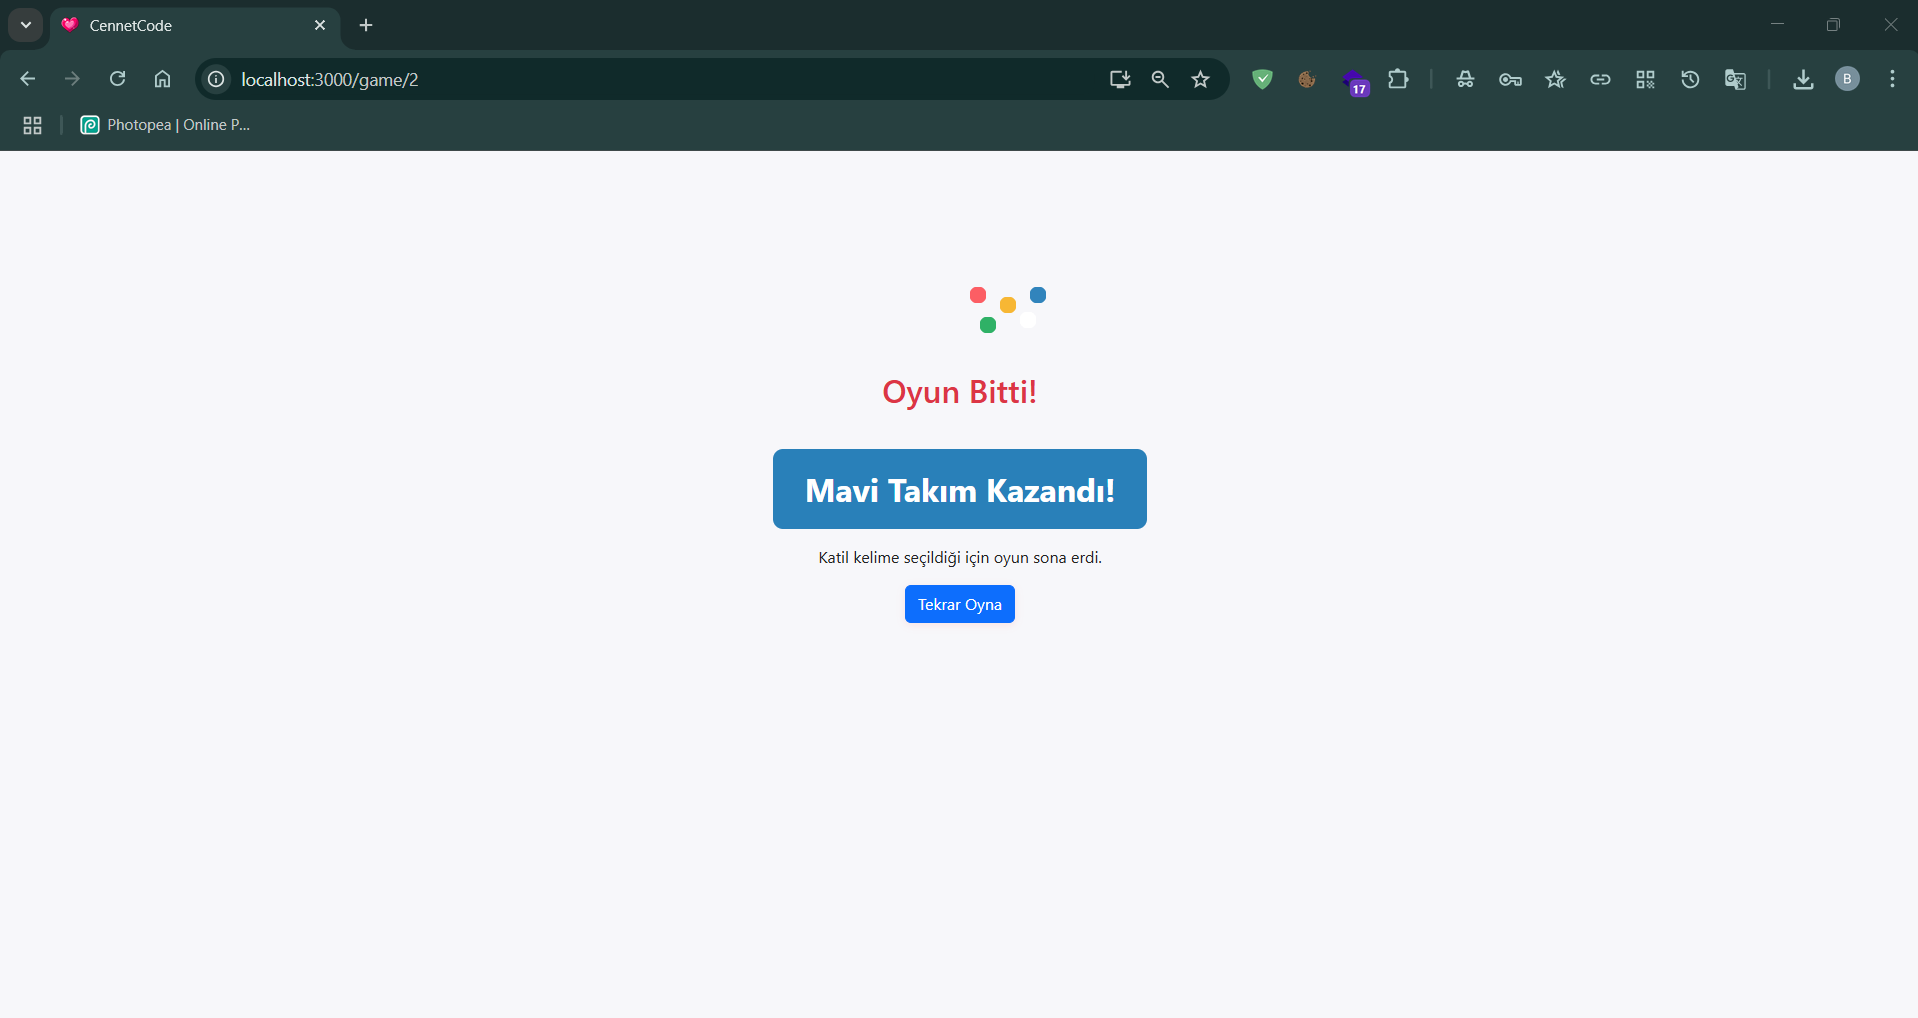 CennetCode
localhost:3000/game/2
17
B
Photopea | Online P...
Oyun Bitti!
Mavi Takım Kazandı!
Katil kelime seçildiği için oyun sona erdi.
Tekrar Oyna